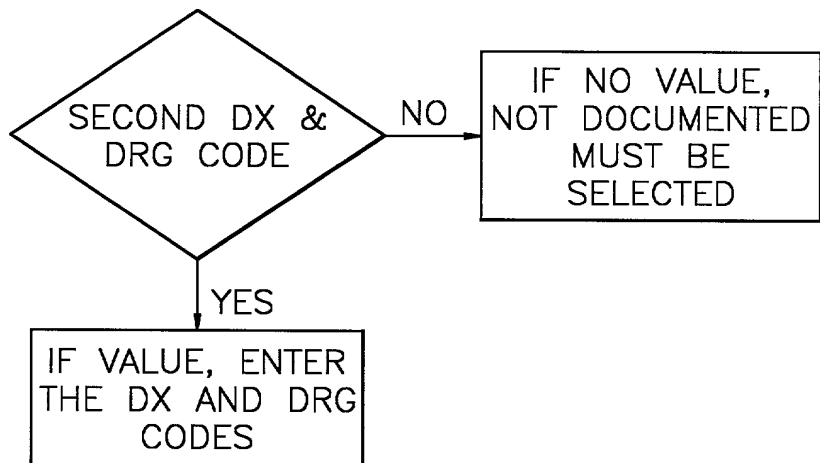 SECOND DX &
DRG CODE
NO
IF NO VALUE,
NOT DOCUMENTED
MUST BE
SELECTED
YES
IF VALUE, ENTER
THE DX AND DRG
CODES